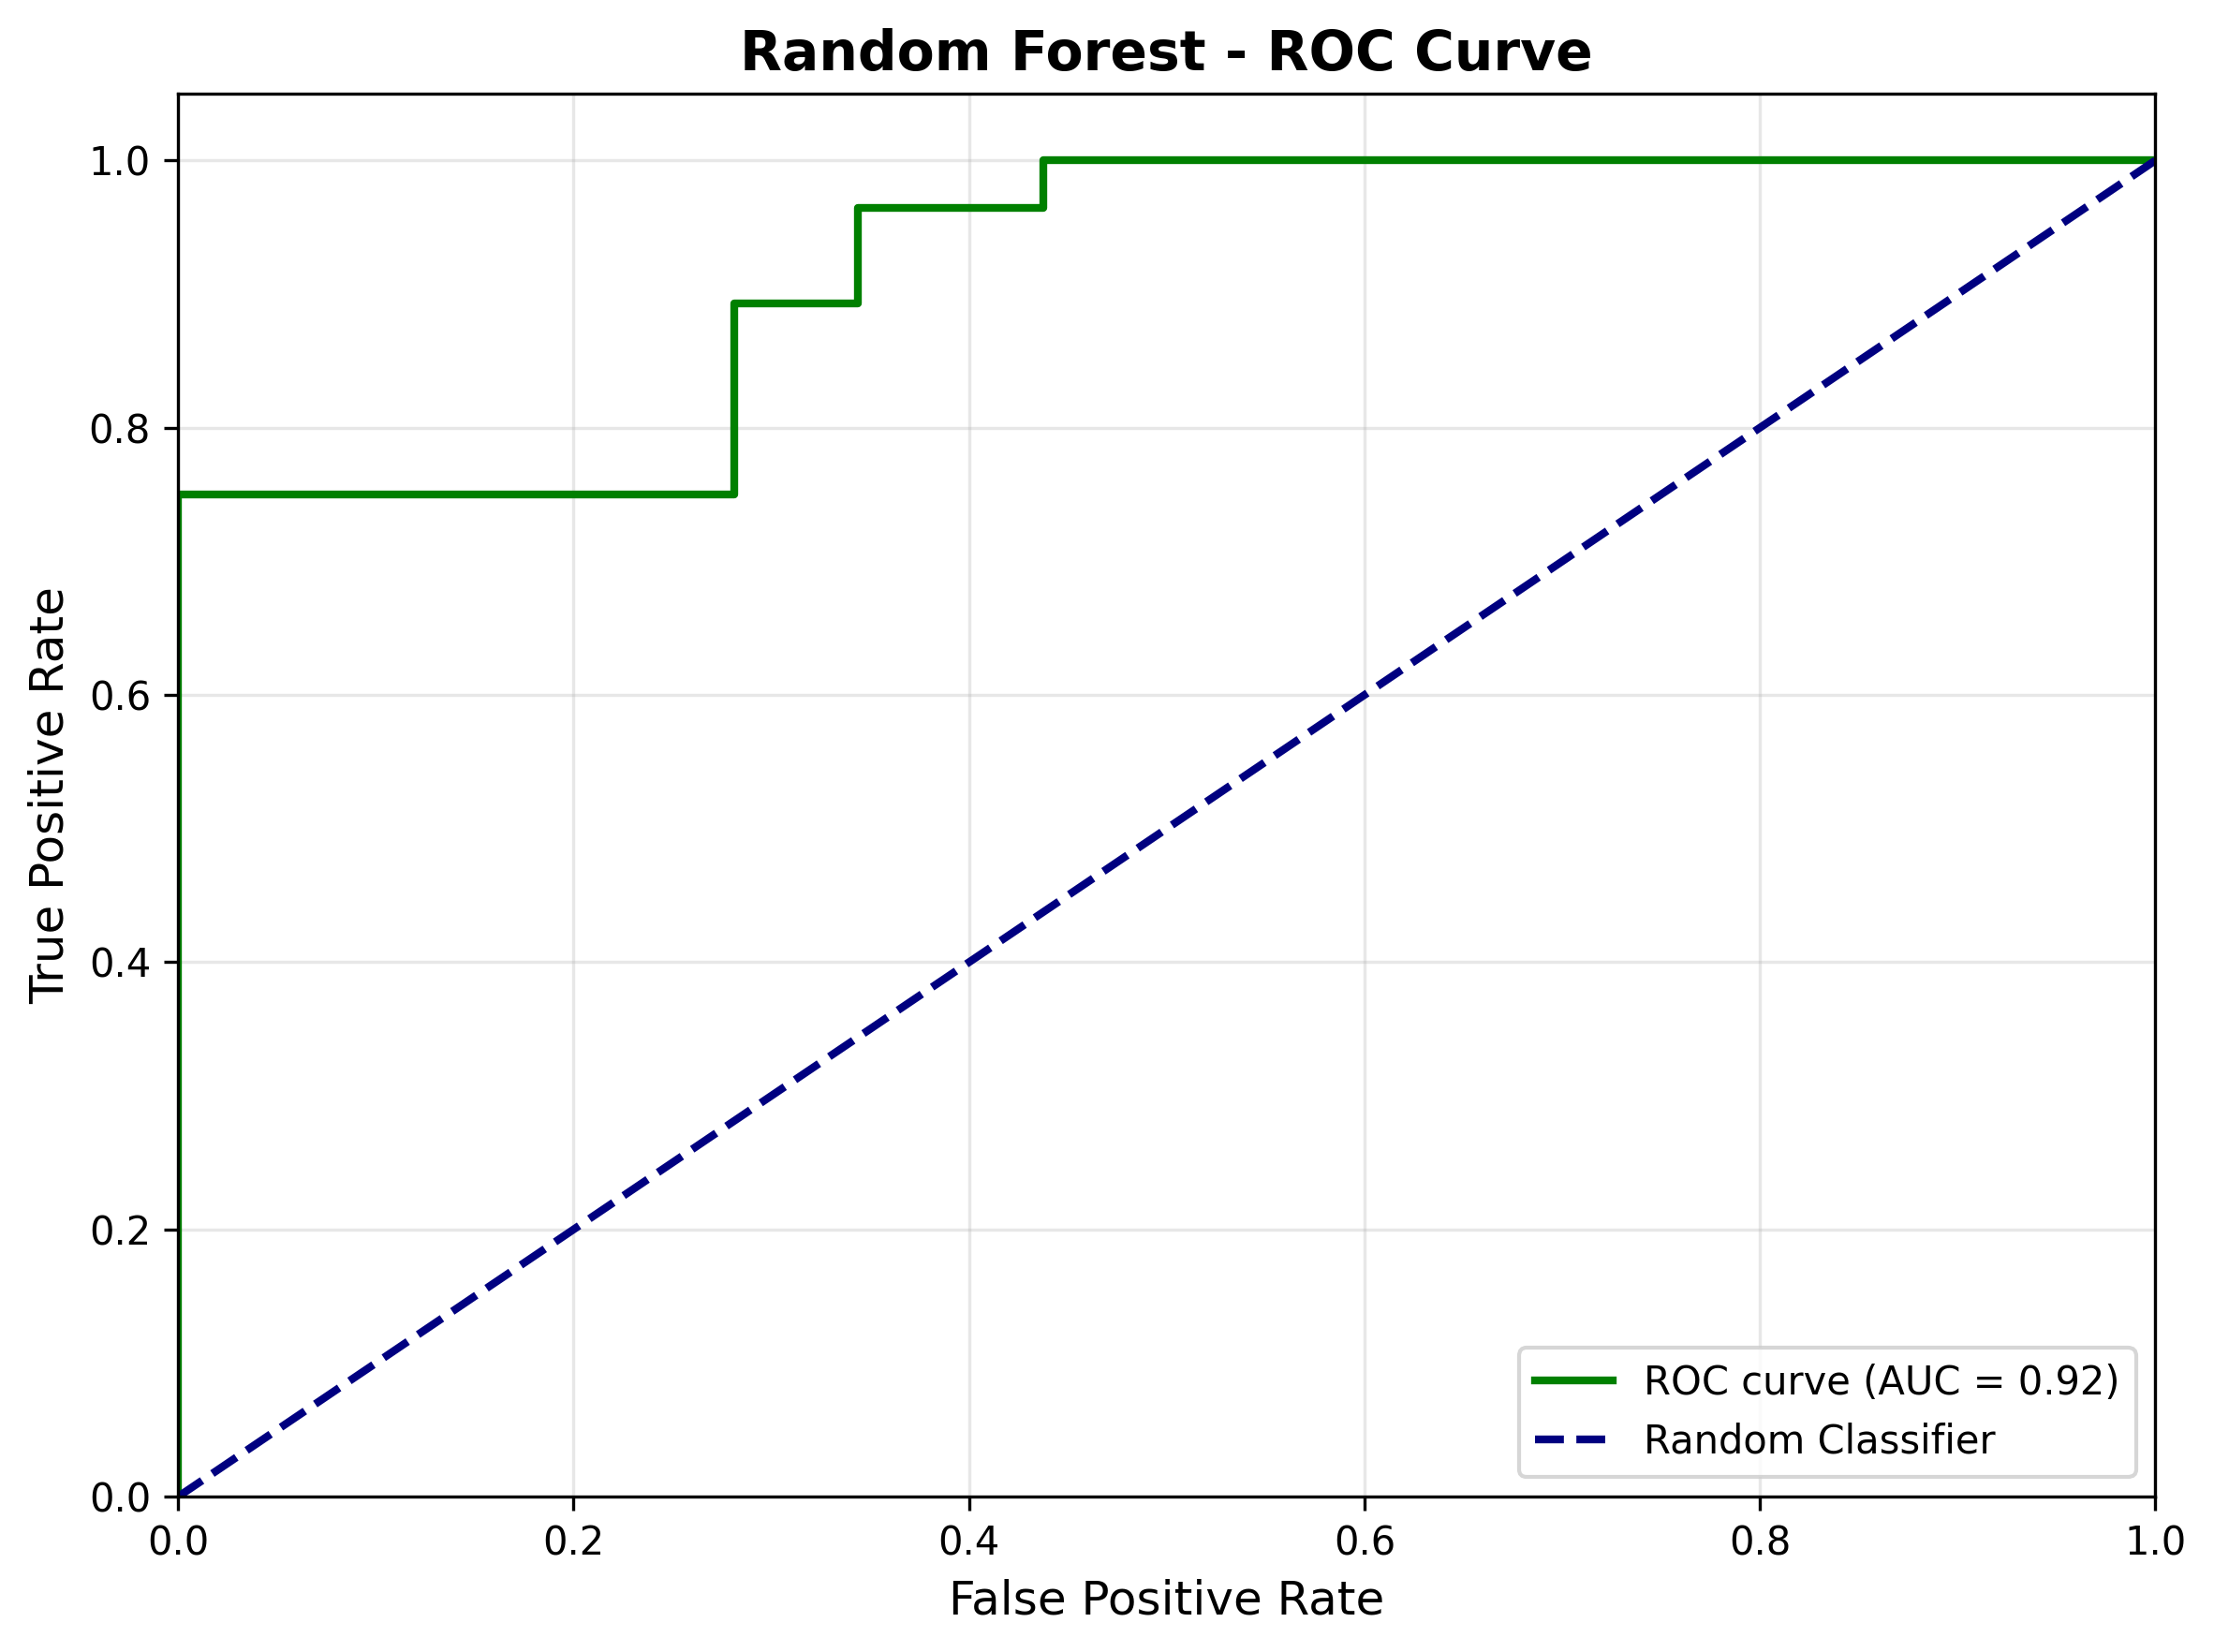 Random Forest - ROC Curve
True Positive Rate
1.0
0.8
0.6
0.4
0.2
0.0
0.0 0.2 0.4 0.6 0.8 1.0
False Positive Rate
ROC curve (AUC = 0.92)
Random Classifier